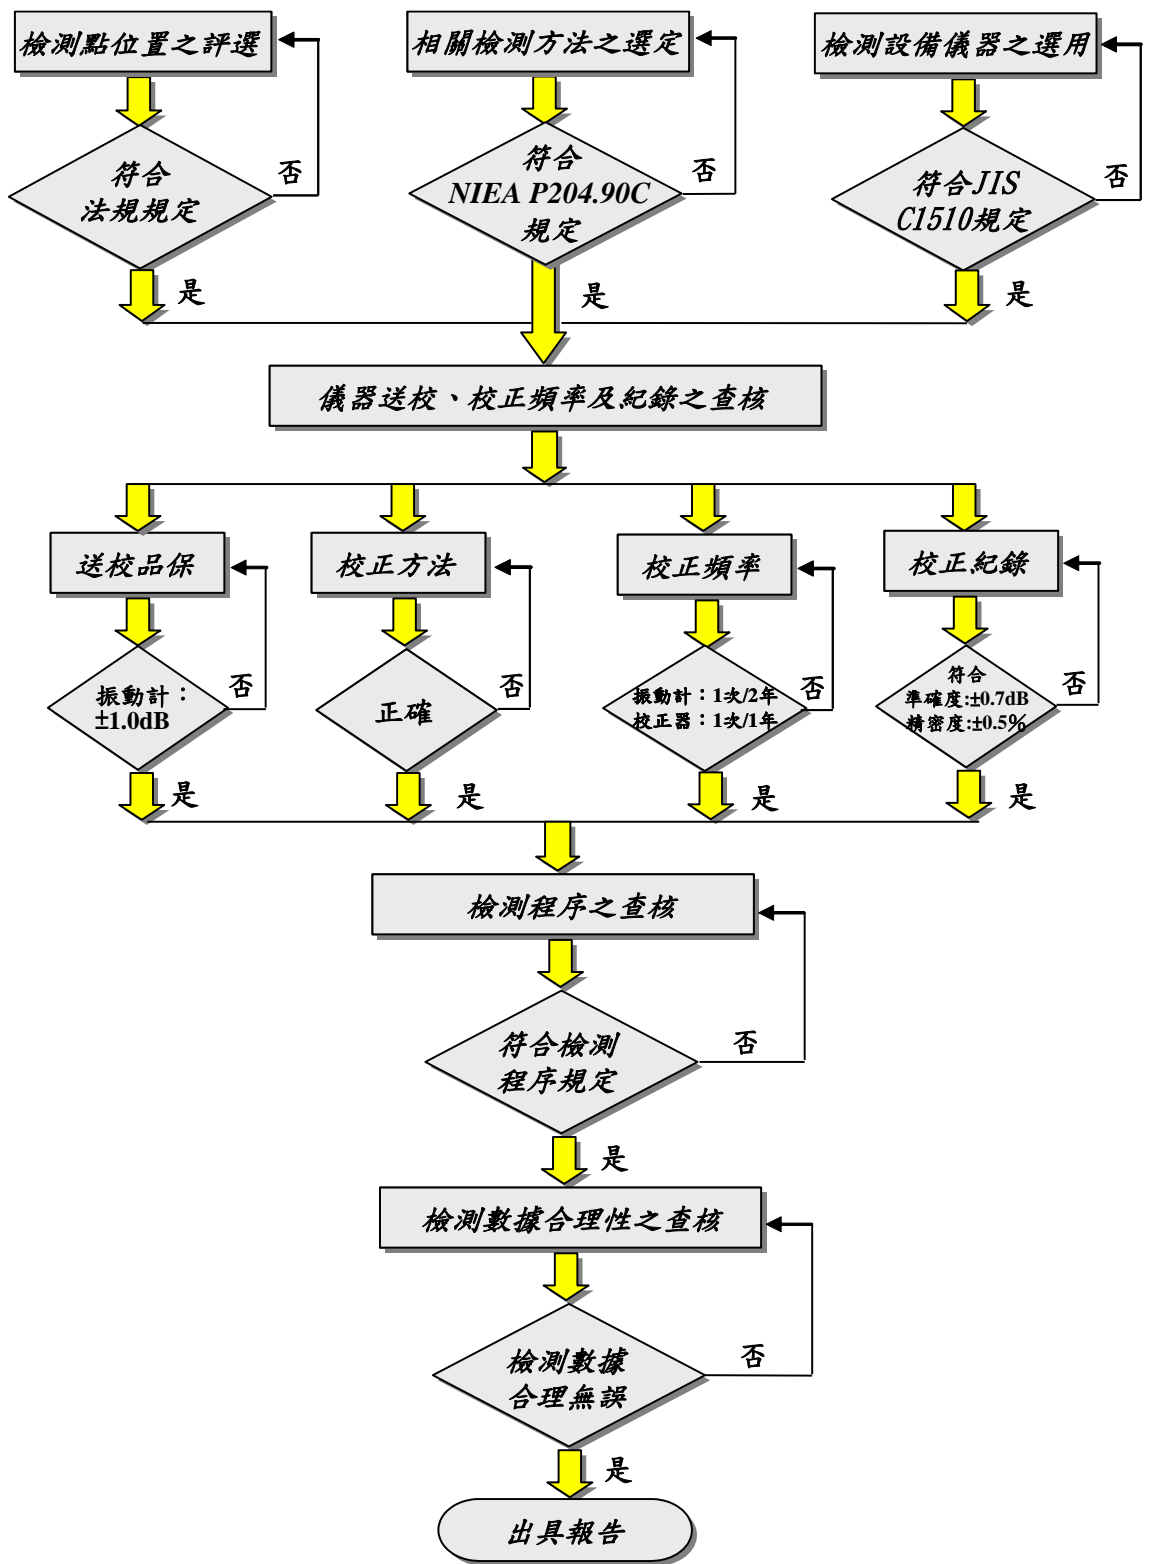 檢測點位置之評選
相關檢測方法之選定
檢測設備儀器之選用
符合
法規規定
否
符合
NIEA P204.90C
規定
否
符合JIS
C1510規定
否
是
是
是
儀器送校、校正頻率及紀錄之查核
送校品保
校正方法
校正頻率
校正紀錄
振動計：
±1.0dB
否
正確
否
振動計：1次/2年
校正器：1次/1年
否
符合
準確度:±0.7dB
精密度:±0.5%
否
是
是
是
是
檢測程序之查核
符合檢測
程序規定
否
是
檢測數據合理性之查核
檢測數據
合理無誤
否
是
出具報告